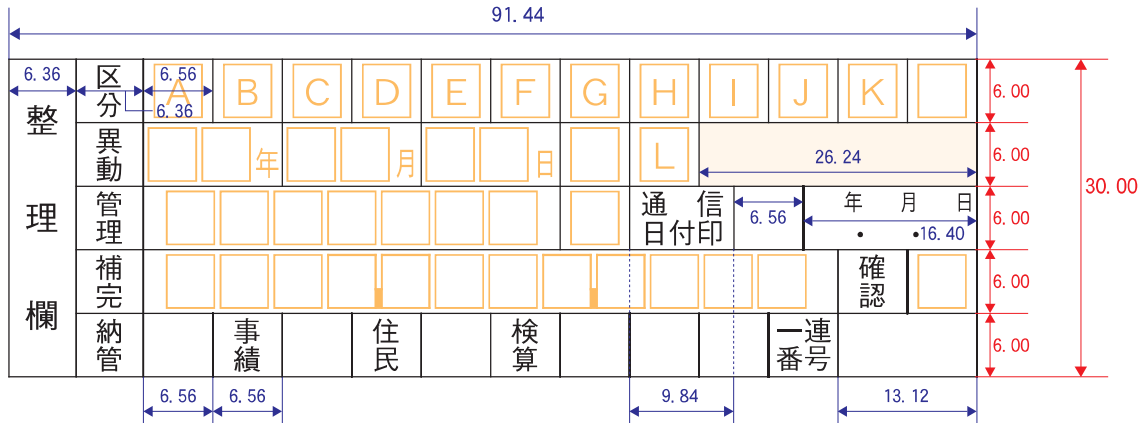 91.44
整理欄
6.36
区分
6.36
6.56
A B C D E F G H I J K
6.00
異動
年 月 日 L
26.24
6.00
30.00
管理
通信
日付印
6.56
年 月 日
・ ・
16.40
6.00
補完
確認
6.00
納管
事績
住民
検算
一連
番号
6.00
6.56
6.56
9.84
13.12